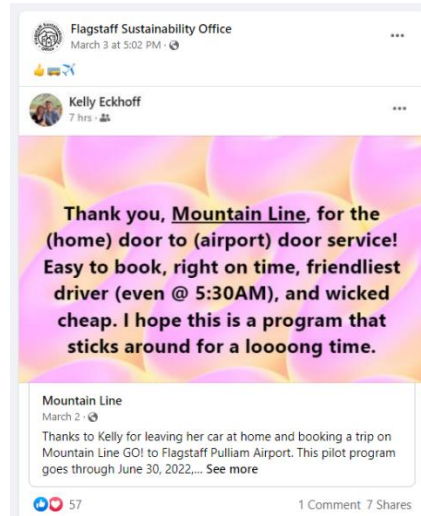 Flagstaff Sustainability Office
March 3 at 5:02 PM ·
👍🚐✈️
Kelly Eckhoff
7 hrs ·
Thank you, Mountain Line, for the
(home) door to (airport) door service!
Easy to book, right on time, friendliest
driver (even @ 5:30AM), and wicked
cheap. I hope this is a program that
sticks around for a loooong time.
Mountain Line
March 2 ·
Thanks to Kelly for leaving her car at home and booking a trip on
Mountain Line GO! to Flagstaff Pulliam Airport. This pilot program
goes through June 30, 2022,... See more
57
1 Comment 7 Shares